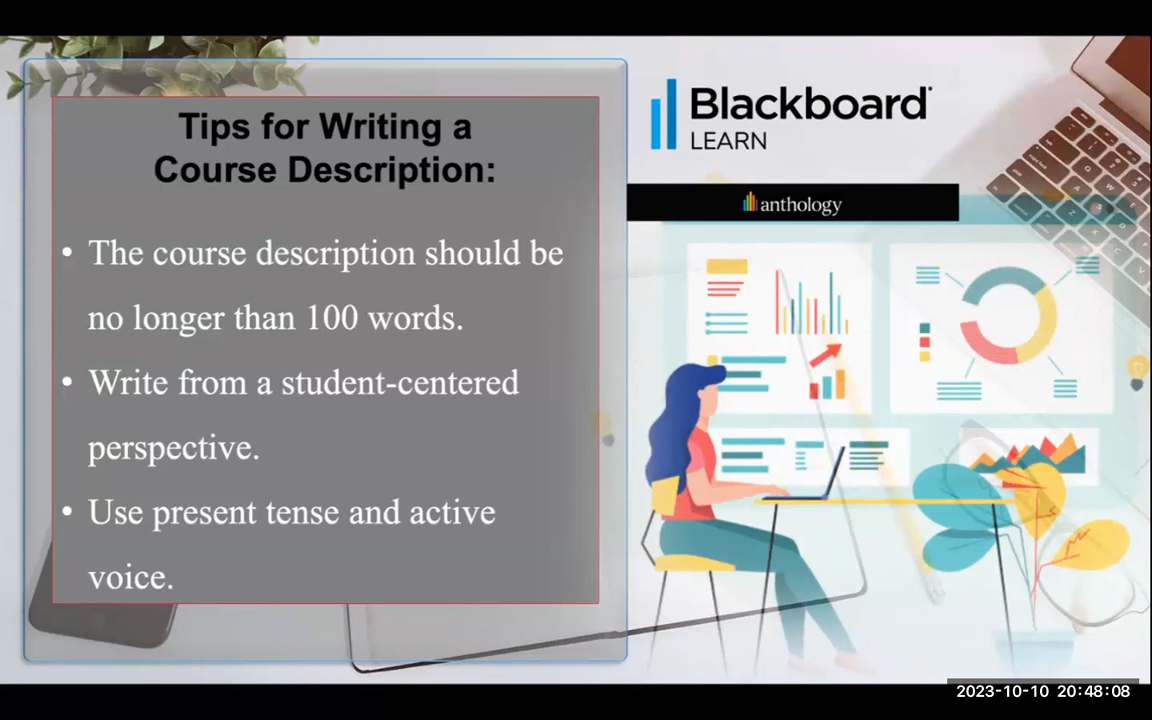 Tips for Writing a
Course Description:
• The course description should be
no longer than 100 words.
• Write from a student-centered
perspective.
• Use present tense and active
voice.
Blackboard
LEARN
anthology
2023-10-10 20:48:08